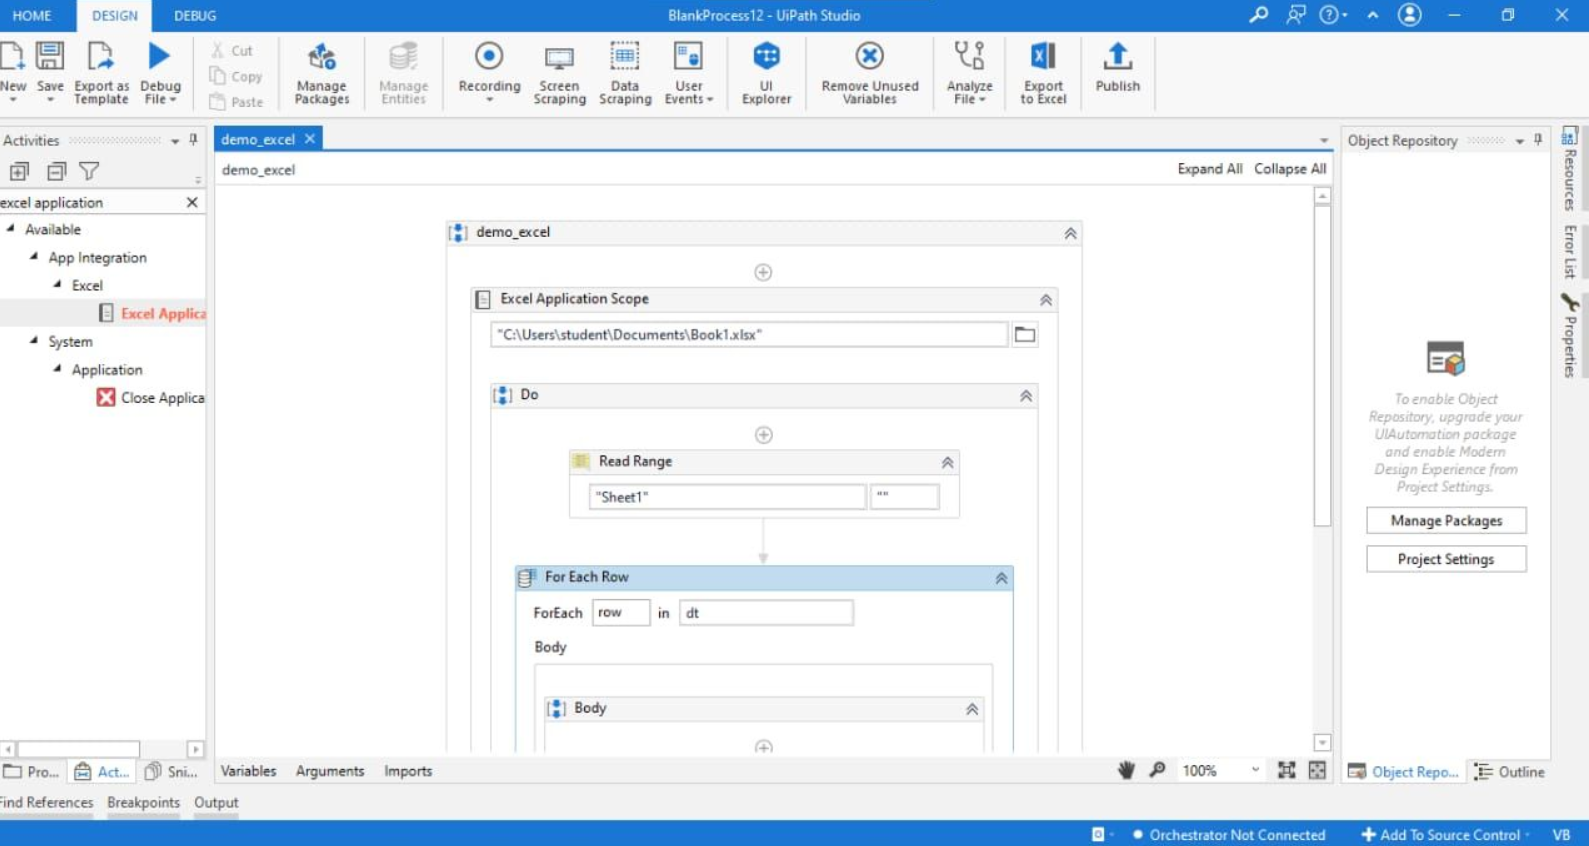 HOME DESIGN DEBUG BlankProcess12 - UiPath Studio
New Save Export as Template Debug File Cut Copy Paste Manage Packages Manage Entities Recording Screen Scraping Data Scraping User Events UI Explorer Remove Unused Variables Analyze File Export to Excel Publish
Activities
demo_excel
Object Repository
Resources
Error List
Properties
demo_excel Expand All Collapse All
excel application
Available
App Integration
Excel
Excel Applica
System
Application
Close Applica
demo_excel
Excel Application Scope
"C:\Users\student\Documents\Book1.xlsx"
Do
Read Range
"Sheet1" ""
For Each Row
ForEach row in dt
Body
Body
To enable Object
Repository, upgrade your
UIAutomation package
and enable Modern
Design Experience from
Project Settings.
Manage Packages
Project Settings
Pro... Act... Sni... Variables Arguments Imports 100% Object Repo... Outline
Find References Breakpoints Output
Orchestrator Not Connected Add To Source Control VB